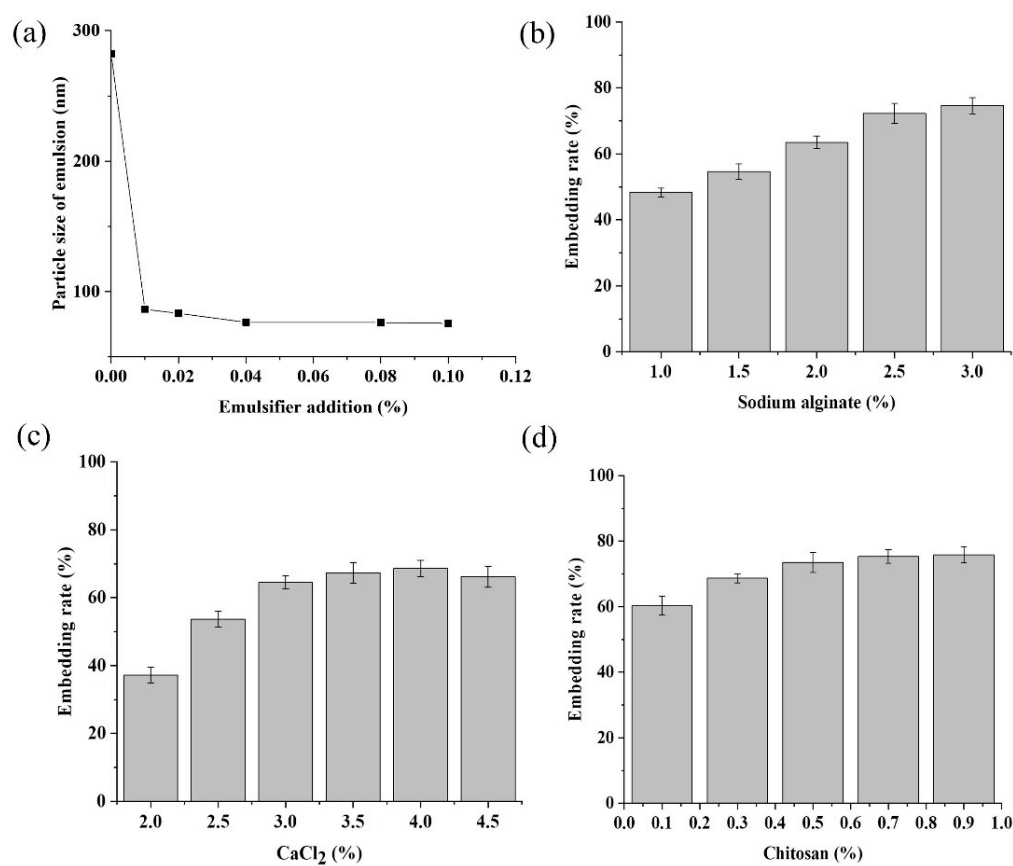 (a)
300
200
100
Particle size of emulsion (nm)
0.00 0.02 0.04 0.06 0.08 0.10 0.12
Emulsifier addition (%)
(b)
100
80
60
40
20
0
Embedding rate (%)
1.0 1.5 2.0 2.5 3.0
Sodium alginate (%)
(c)
100
80
60
40
20
0
Embedding rate (%)
2.0 2.5 3.0 3.5 4.0 4.5
CaCl2 (%)
(d)
100
80
60
40
20
0
Embedding rate (%)
0.0 0.1 0.2 0.3 0.4 0.5 0.6 0.7 0.8 0.9 1.0
Chitosan (%)